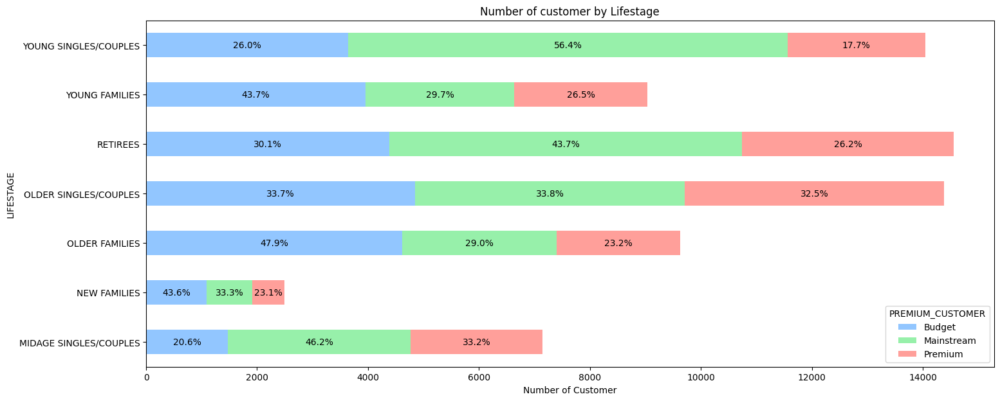 Number of customer by Lifestage
LIFESTAGE
YOUNG SINGLES/COUPLES 26.0% 56.4% 17.7%
YOUNG FAMILIES 43.7% 29.7% 26.5%
RETIREES 30.1% 43.7% 26.2%
OLDER SINGLES/COUPLES 33.7% 33.8% 32.5%
OLDER FAMILIES 47.9% 29.0% 23.2%
NEW FAMILIES 43.6% 33.3% 23.1%
MIDAGE SINGLES/COUPLES 20.6% 46.2% 33.2%
PREMIUM_CUSTOMER
Budget
Mainstream
Premium
0 2000 4000 6000 8000 10000 12000 14000
Number of Customer